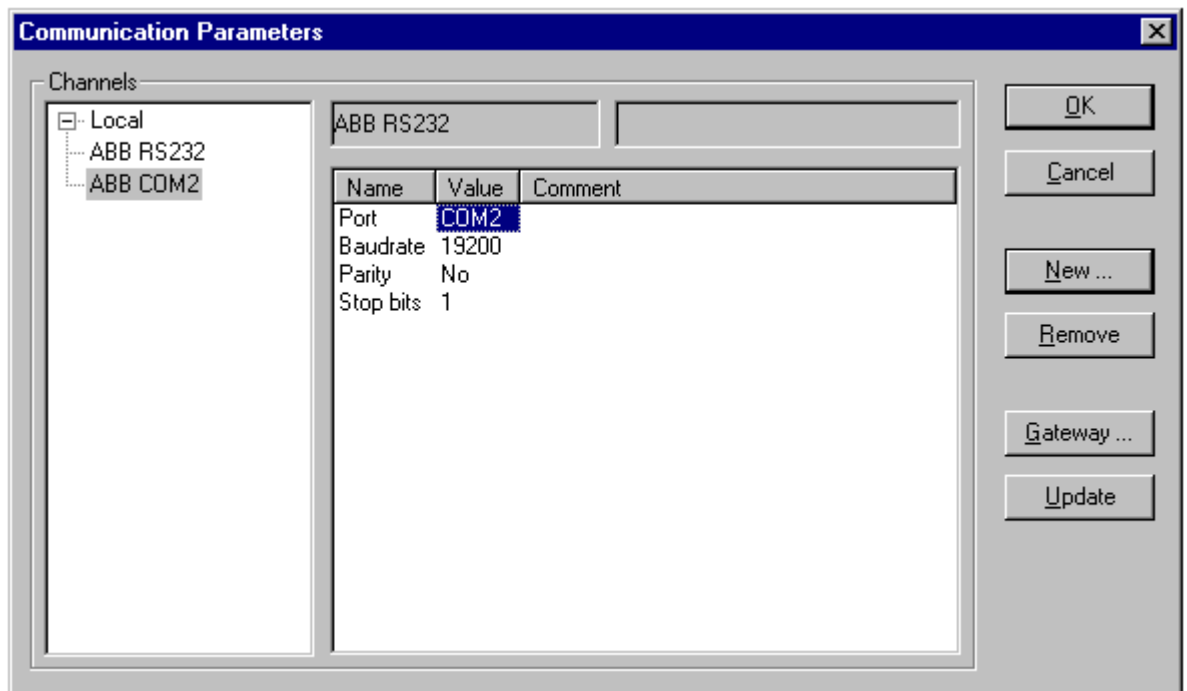 Communication Parameters
Channels
Local
ABB RS232
ABB COM2
ABB RS232
Name Value Comment
Port COM2
Baudrate 19200
Parity No
Stop bits 1
OK
Cancel
New ...
Remove
Gateway ...
Update